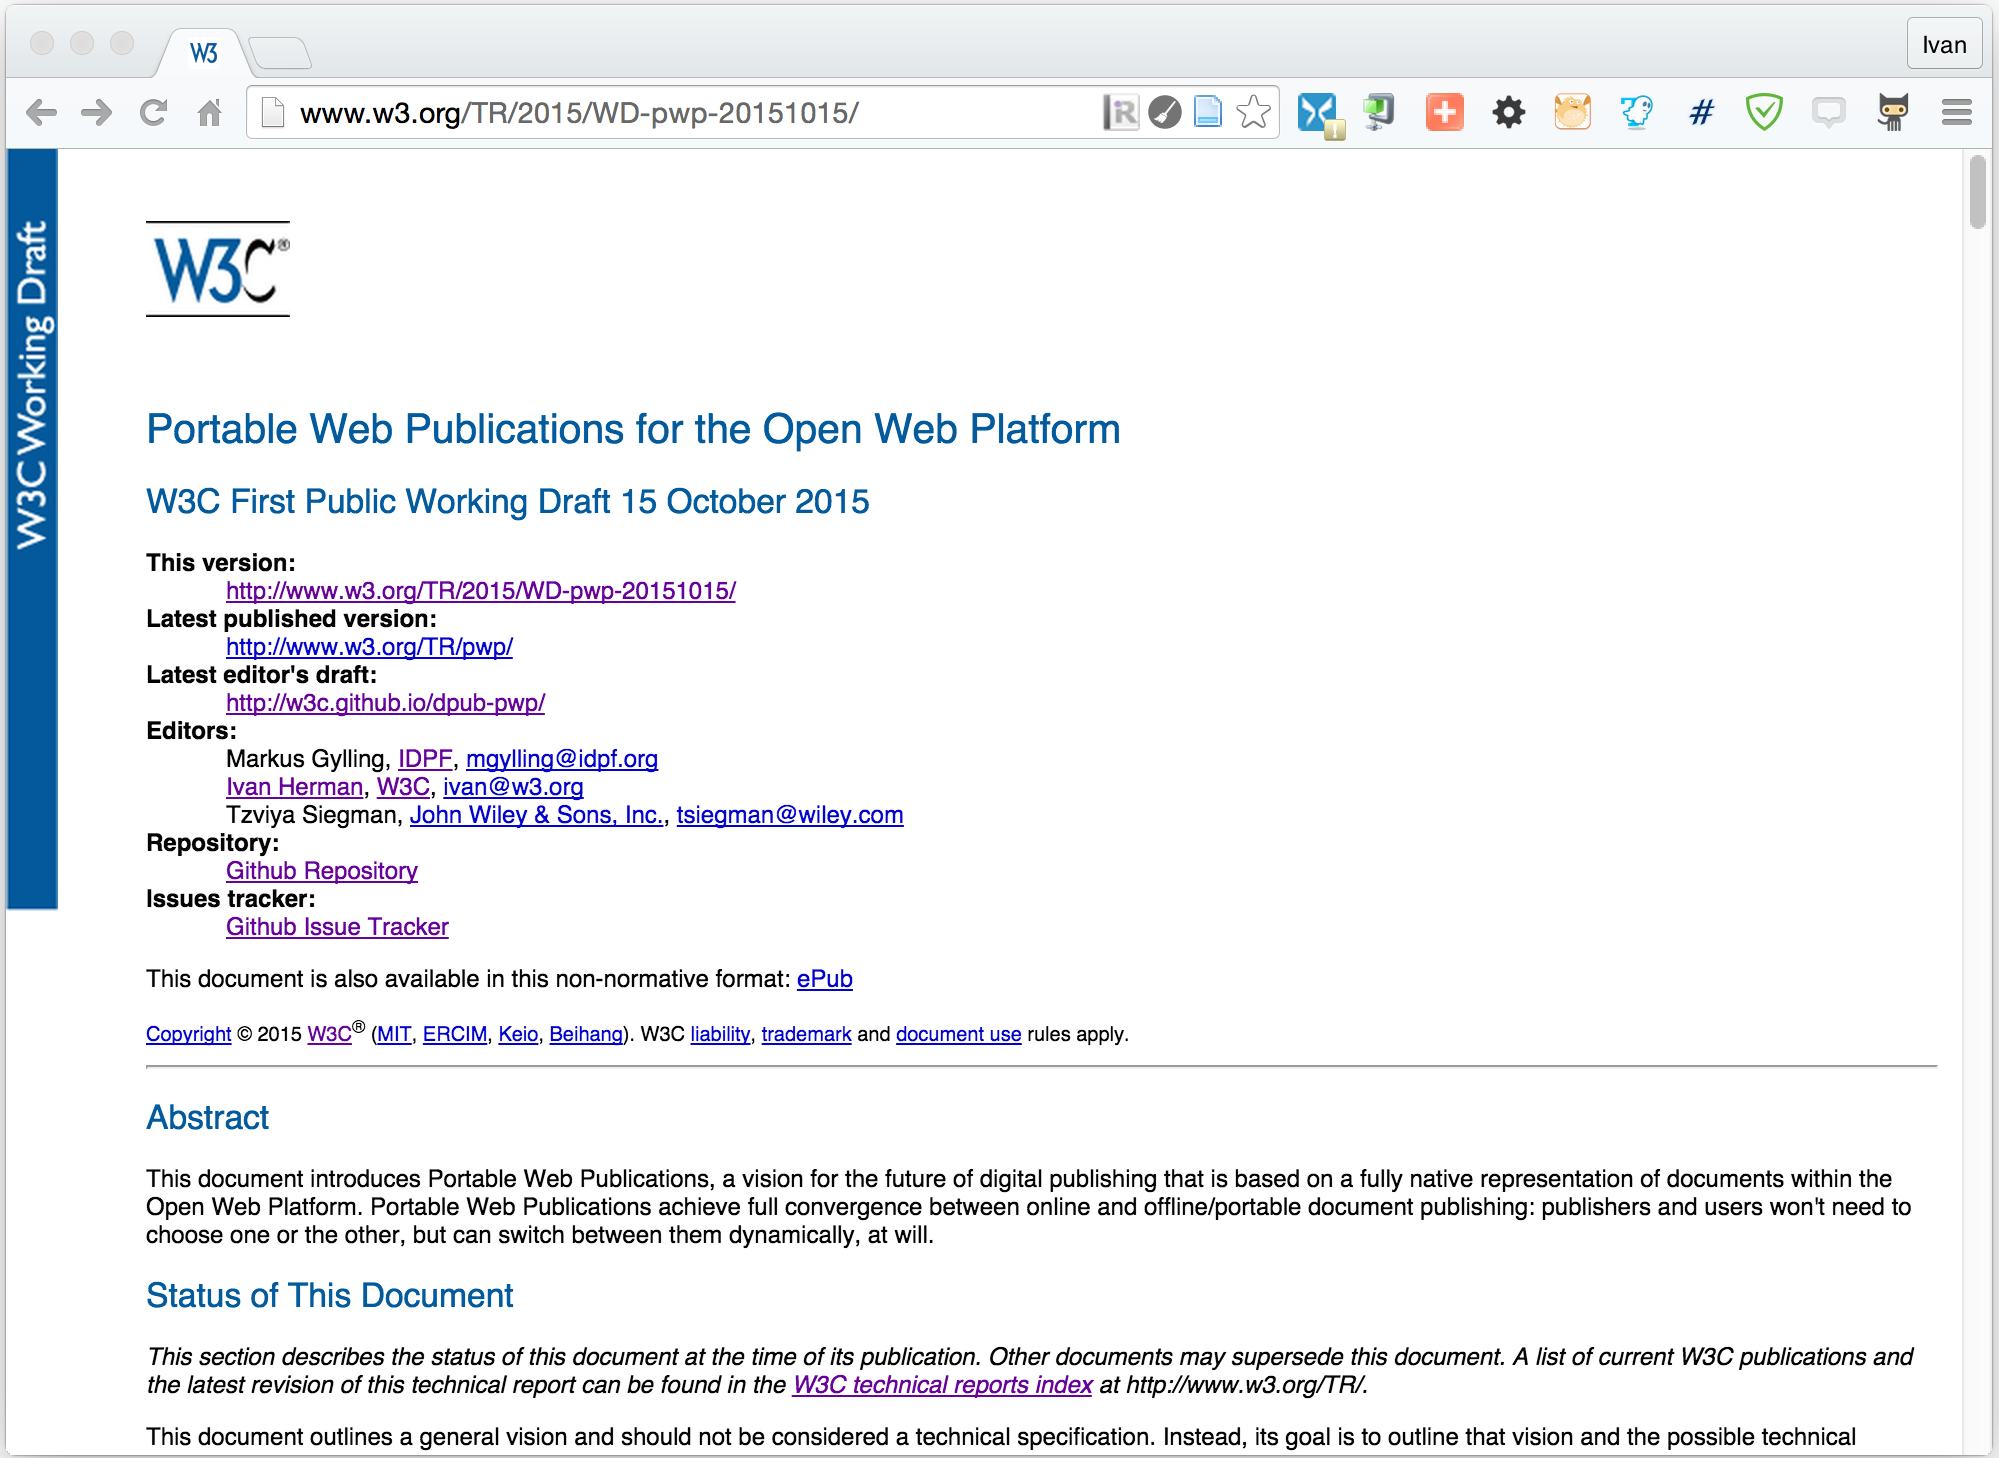 W3
Ivan
www.w3.org/TR/2015/WD-pwp-20151015/
W3C Working Draft
W3C®
Portable Web Publications for the Open Web Platform
W3C First Public Working Draft 15 October 2015
This version:
http://www.w3.org/TR/2015/WD-pwp-20151015/
Latest published version:
http://www.w3.org/TR/pwp/
Latest editor's draft:
http://w3c.github.io/dpub-pwp/
Editors:
Markus Gylling, IDPF, mgylling@idpf.org
Ivan Herman, W3C, ivan@w3.org
Tzviya Siegman, John Wiley & Sons, Inc., tsiegman@wiley.com
Repository:
Github Repository
Issues tracker:
Github Issue Tracker
This document is also available in this non-normative format: ePub
Copyright © 2015 W3C® (MIT, ERCIM, Keio, Beihang). W3C liability, trademark and document use rules apply.
Abstract
This document introduces Portable Web Publications, a vision for the future of digital publishing that is based on a fully native representation of documents within the
Open Web Platform. Portable Web Publications achieve full convergence between online and offline/portable document publishing: publishers and users won't need to
choose one or the other, but can switch between them dynamically, at will.
Status of This Document
This section describes the status of this document at the time of its publication. Other documents may supersede this document. A list of current W3C publications and
the latest revision of this technical report can be found in the W3C technical reports index at http://www.w3.org/TR/.
This document outlines a general vision and should not be considered a technical specification. Instead, its goal is to outline that vision and the possible technical